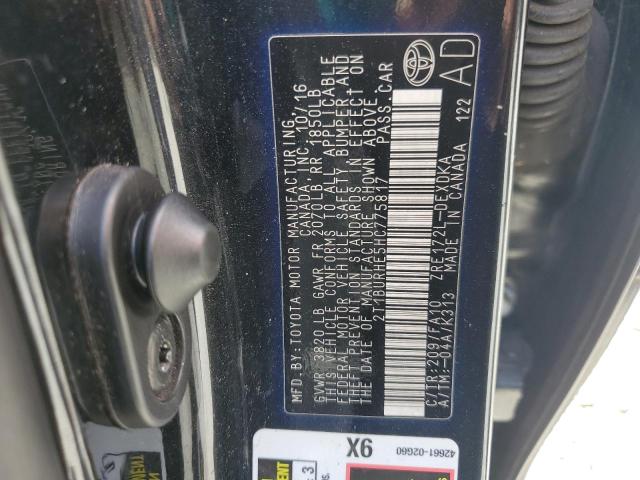 MFD. BY: TOYOTA MOTOR MANUFACTURING,
CANADA, INC. 10/16
GVWR 3820 LB GAWR FR 2070LB RR 1850LB
THIS VEHICLE CONFORMS TO ALL APPLICABLE
FEDERAL MOTOR VEHICLE SAFETY, BUMPER, AND
THEFT PREVENTION STANDARDS IN EFFECT ON
THE DATE OF MANUFACTURE SHOWN ABOVE.
2T1BURHE5HC775817 PASS. CAR
C/TR: 209/FA10 ZRE172L-DEXDKA
A/TM: -04A/K313 MADE IN CANADA 122
AD
9X
42661-02G60